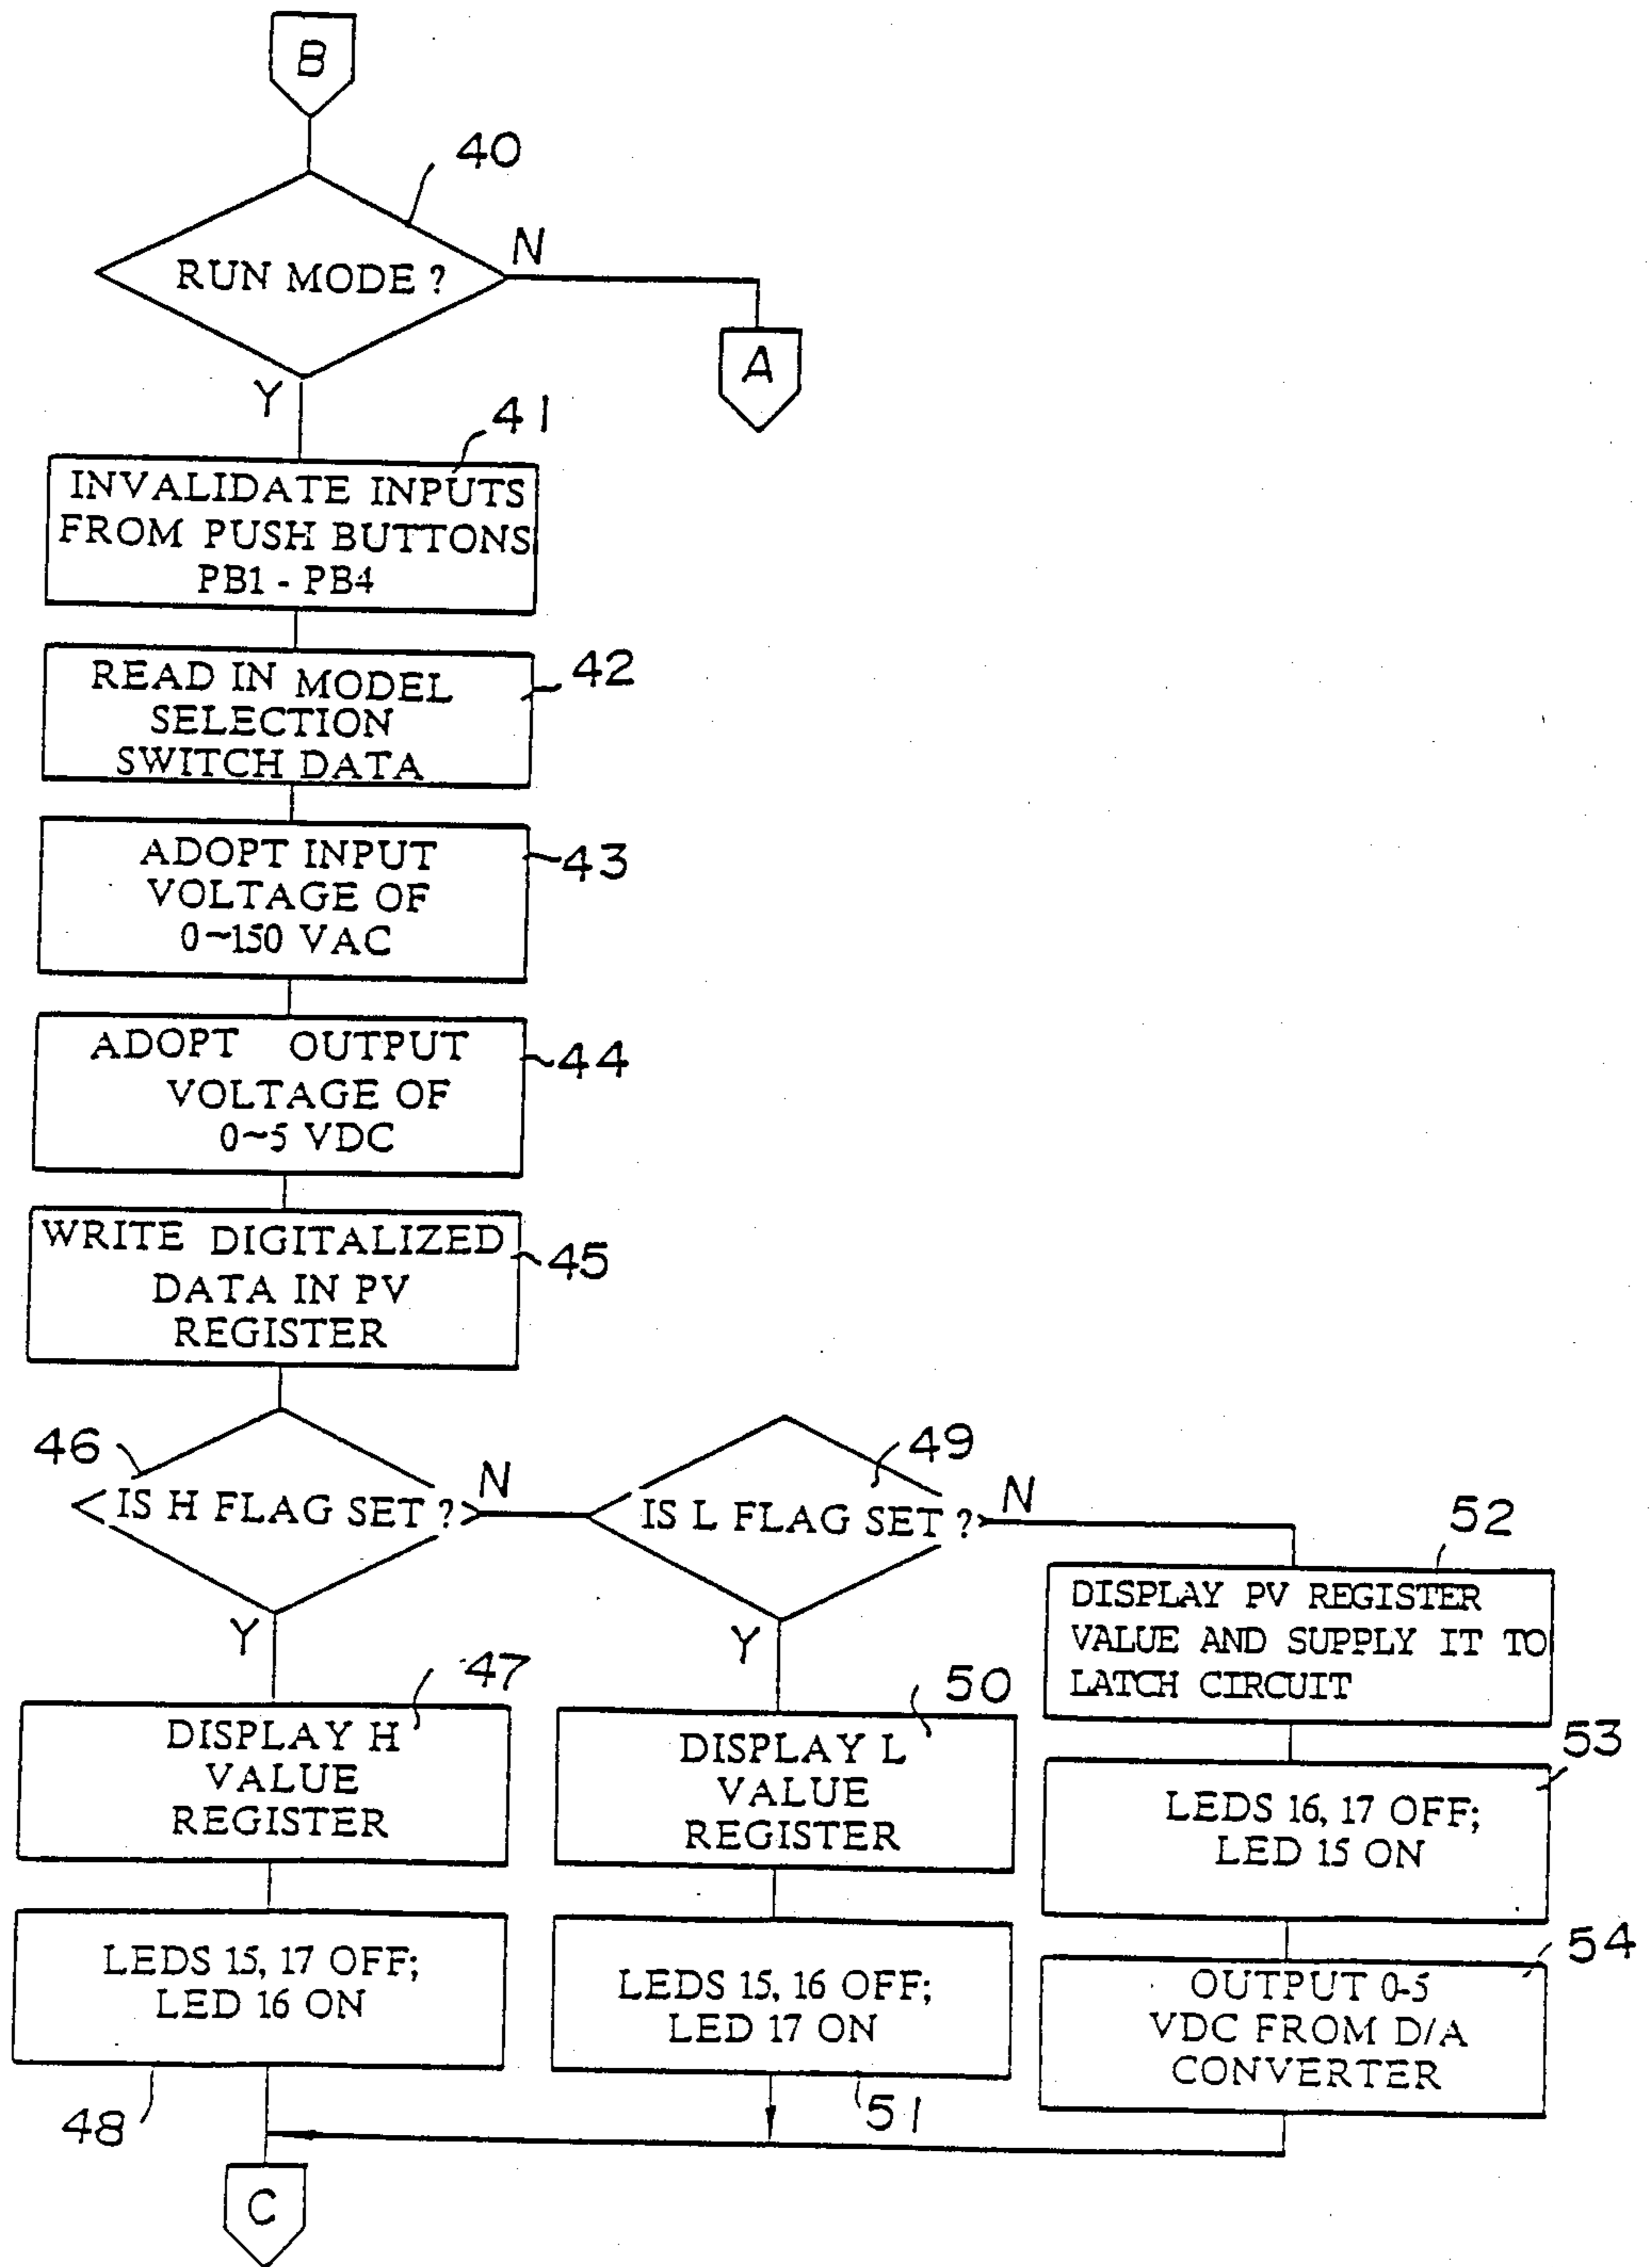 B
40
RUN MODE ?
N
A
Y
41
INVALIDATE INPUTS
FROM PUSH BUTTONS
PB1 - PB4
42
READ IN MODEL
SELECTION
SWITCH DATA
43
ADOPT INPUT
VOLTAGE OF
0~150 VAC
44
ADOPT OUTPUT
VOLTAGE OF
0~5 VDC
45
WRITE DIGITALIZED
DATA IN PV
REGISTER
46
IS H FLAG SET ?
N
Y
49
IS L FLAG SET ?
N
Y
47
DISPLAY H
VALUE
REGISTER
LEDS 15, 17 OFF;
LED 16 ON
48
50
DISPLAY L
VALUE
REGISTER
LEDS 15, 16 OFF;
LED 17 ON
51
52
DISPLAY PV REGISTER
VALUE AND SUPPLY IT TO
LATCH CIRCUIT
53
LEDS 16, 17 OFF;
LED 15 ON
54
OUTPUT 0-5
VDC FROM D/A
CONVERTER
C